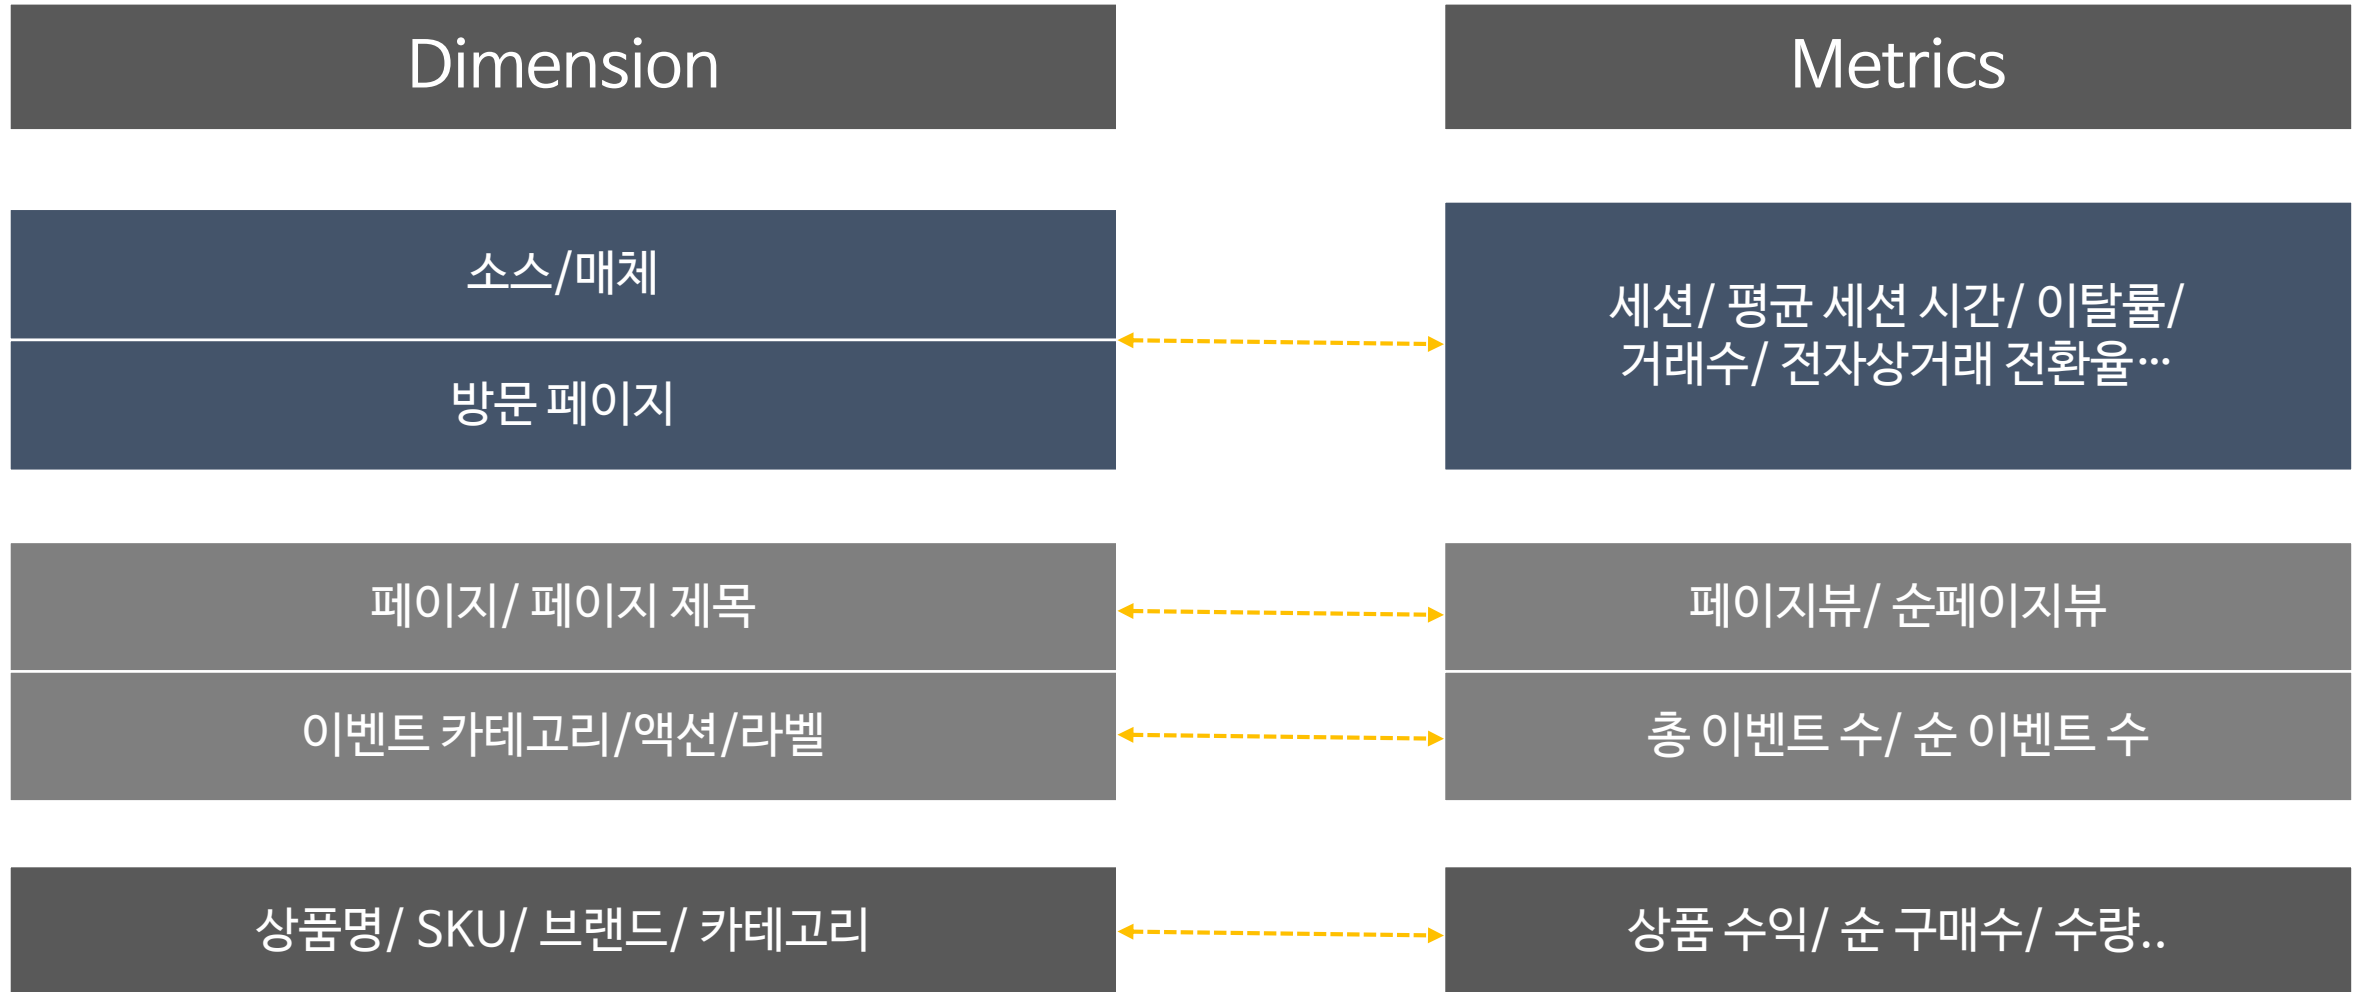 Dimension
Metrics
소스/매체
방문 페이지
세션/ 평균 세션 시간/ 이탈률/
거래수/ 전자상거래 전환율…
페이지/ 페이지 제목
페이지뷰/ 순페이지뷰
이벤트 카테고리/액션/라벨
총 이벤트 수/ 순 이벤트 수
상품명/ SKU/ 브랜드/ 카테고리
상품 수익/ 순 구매수/ 수량..